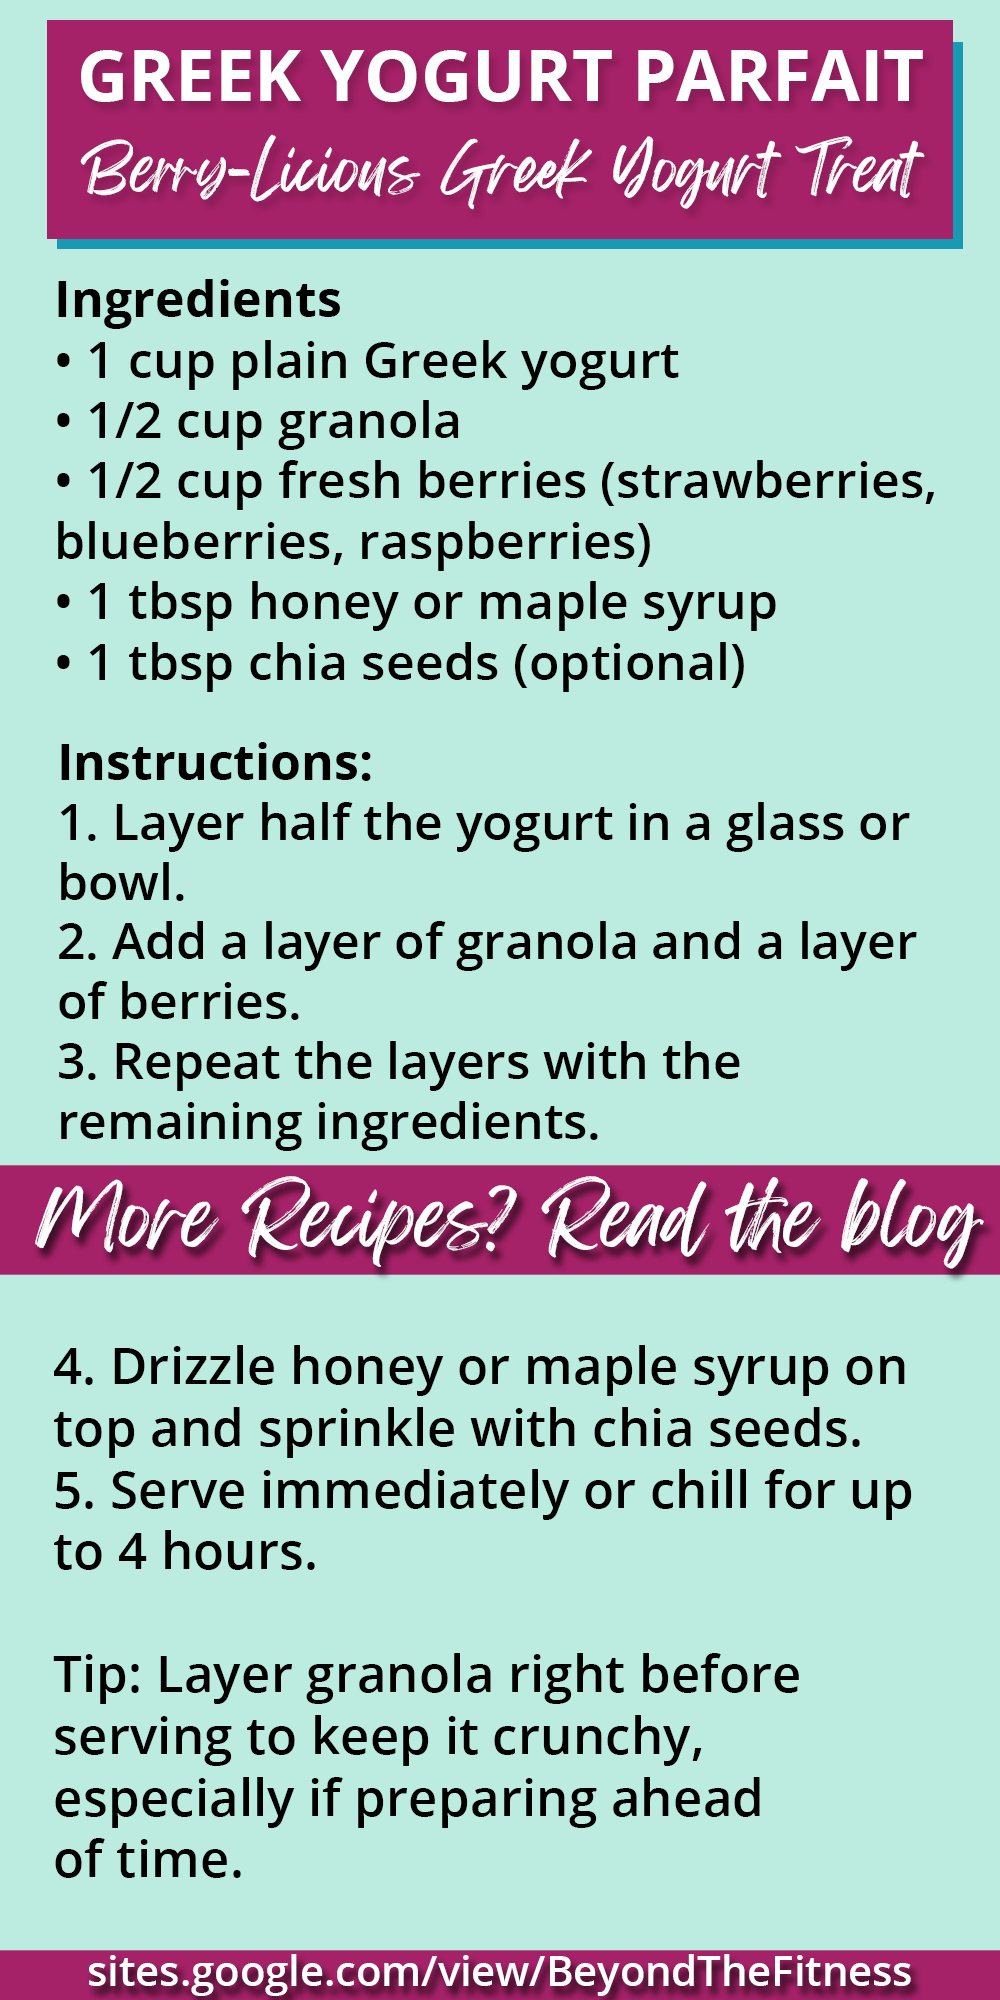 GREEK YOGURT PARFAIT
Berry-Licious Greek Yogurt Treat
Ingredients
• 1 cup plain Greek yogurt
• 1/2 cup granola
• 1/2 cup fresh berries (strawberries,
blueberries, raspberries)
• 1 tbsp honey or maple syrup
• 1 tbsp chia seeds (optional)
Instructions:
1. Layer half the yogurt in a glass or
bowl.
2. Add a layer of granola and a layer
of berries.
3. Repeat the layers with the
remaining ingredients.
More Recipes? Read the blog
4. Drizzle honey or maple syrup on
top and sprinkle with chia seeds.
5. Serve immediately or chill for up
to 4 hours.
Tip: Layer granola right before
serving to keep it crunchy,
especially if preparing ahead
of time.
sites.google.com/view/BeyondTheFitness